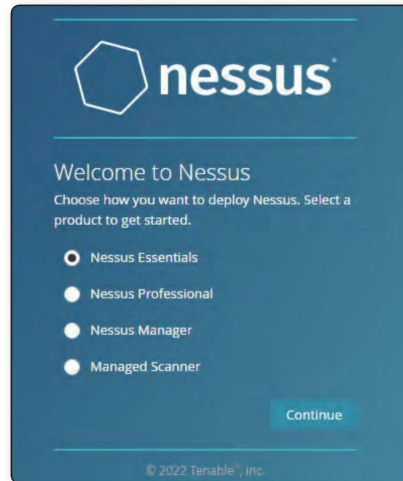 nessus®
Welcome to Nessus
Choose how you want to deploy Nessus. Select a
product to get started.
Nessus Essentials
Nessus Professional
Nessus Manager
Managed Scanner
Continue
© 2022 Tenable®, Inc.